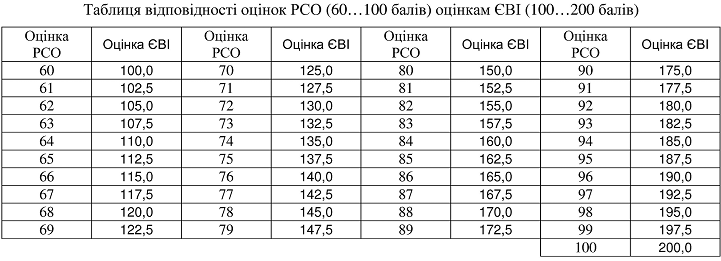 Таблиця відповідності оцінок РСО (60…100 балів) оцінкам ЄВІ (100…200 балів)
Оцінка РСО Оцінка ЄВІ Оцінка РСО Оцінка ЄВІ Оцінка РСО Оцінка ЄВІ Оцінка РСО Оцінка ЄВІ
60 100,0 70 125,0 80 150,0 90 175,0
61 102,5 71 127,5 81 152,5 91 177,5
62 105,0 72 130,0 82 155,0 92 180,0
63 107,5 73 132,5 83 157,5 93 182,5
64 110,0 74 135,0 84 160,0 94 185,0
65 112,5 75 137,5 85 162,5 95 187,5
66 115,0 76 140,0 86 165,0 96 190,0
67 117,5 77 142,5 87 167,5 97 192,5
68 120,0 78 145,0 88 170,0 98 195,0
69 122,5 79 147,5 89 172,5 99 197,5
100 200,0